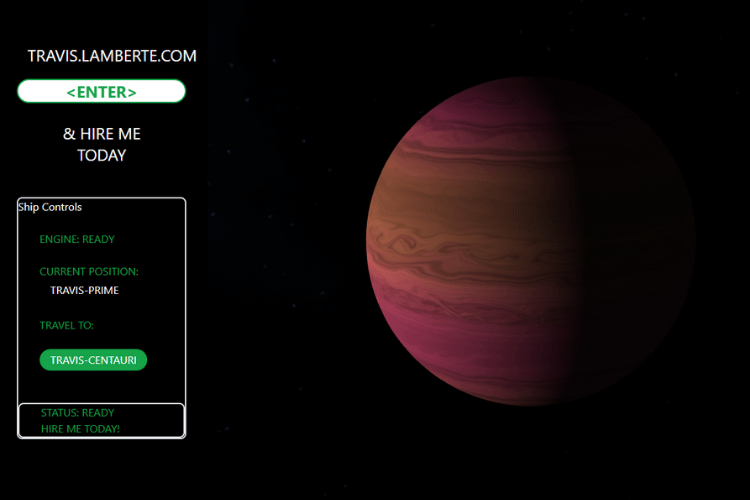 TRAVIS.LAMBERTE.COM
<ENTER>
& HIRE ME
TODAY
Ship Controls
ENGINE: READY
CURRENT POSITION:
TRAVIS-PRIME
TRAVEL TO:
TRAVIS-CENTAURI
STATUS: READY
HIRE ME TODAY!